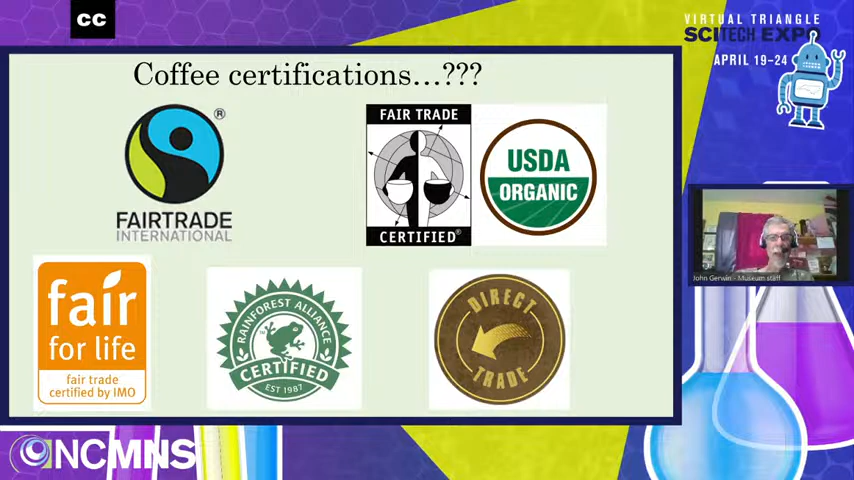 CC
VIRTUAL TRIANGLE
SCITECH EXPO
APRIL 19-24
Coffee certifications...???
®
FAIRTRADE
INTERNATIONAL
FAIR TRADE
CERTIFIED®
USDA
ORGANIC
John Gerwin - Museum staff
fair
for life
fair trade
certified by IMO
RAINFOREST ALLIANCE
CERTIFIED
EST 1987
DIRECT
TRADE
NCMNS